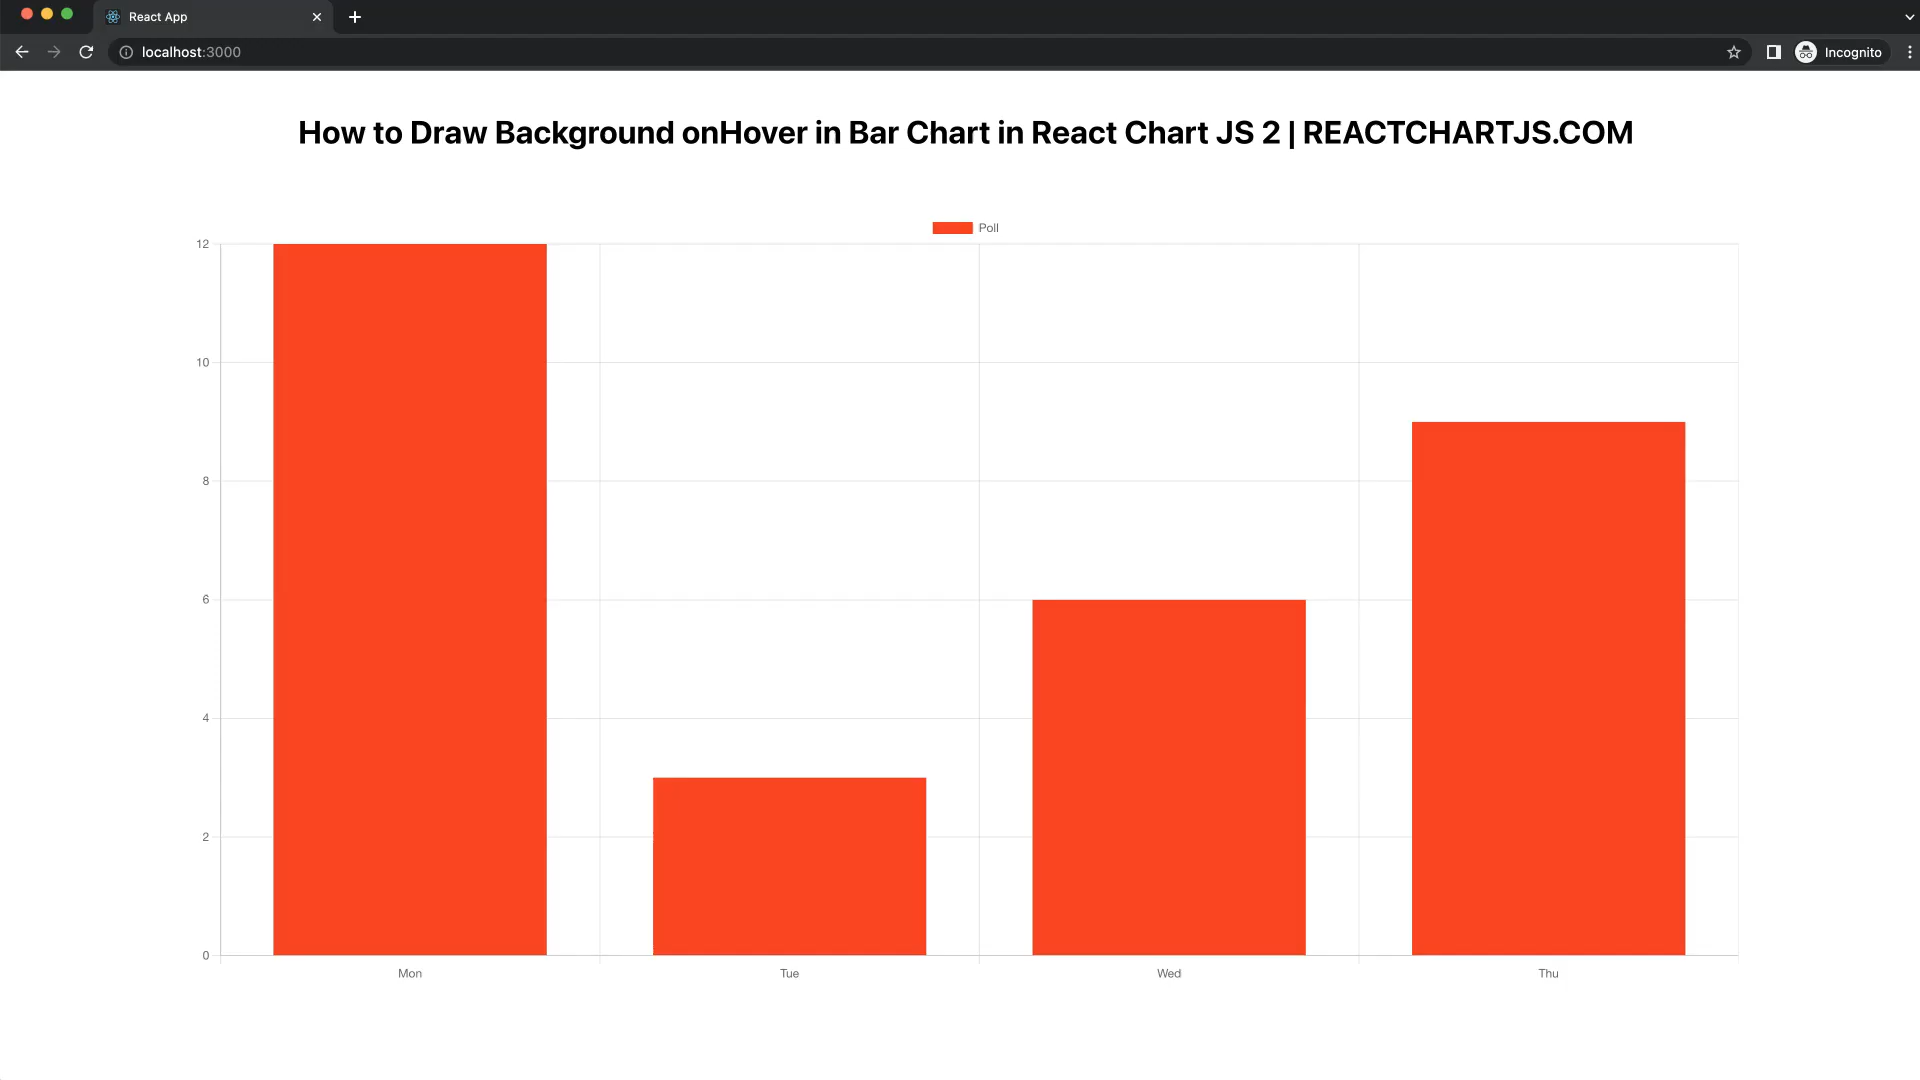 React App
localhost:3000
Incognito
How to Draw Background onHover in Bar Chart in React Chart JS 2 | REACTCHARTJS.COM
Poll
12
10
8
6
4
2
0
Mon Tue Wed Thu